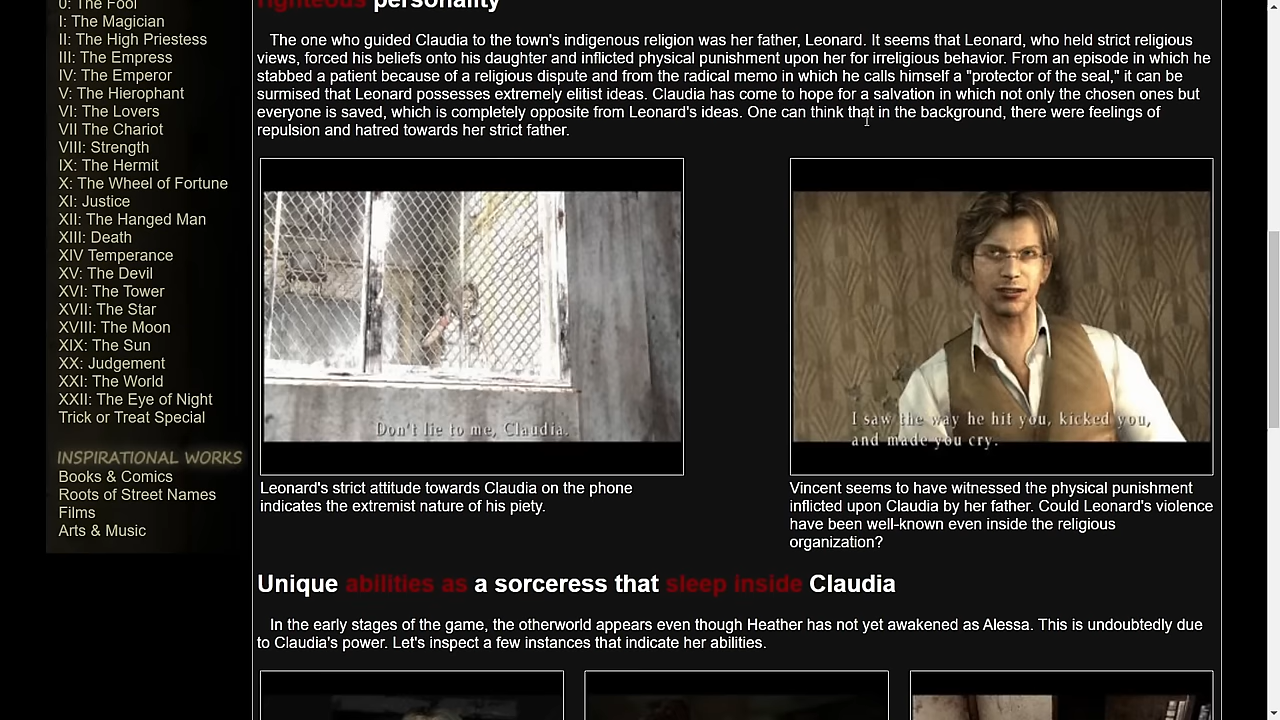 0: The Fool
I: The Magician
II: The High Priestess
III: The Empress
IV: The Emperor
V: The Hierophant
VI: The Lovers
VII The Chariot
VIII: Strength
IX: The Hermit
X: The Wheel of Fortune
XI: Justice
XII: The Hanged Man
XIII: Death
XIV Temperance
XV: The Devil
XVI: The Tower
XVII: The Star
XVIII: The Moon
XIX: The Sun
XX: Judgement
XXI: The World
XXII: The Eye of Night
Trick or Treat Special
INSPIRATIONAL WORKS
Books & Comics
Roots of Street Names
Films
Arts & Music
righteous personality
The one who guided Claudia to the town's indigenous religion was her father, Leonard. It seems that Leonard, who held strict religious
views, forced his beliefs onto his daughter and inflicted physical punishment upon her for irreligious behavior. From an episode in which he
stabbed a patient because of a religious dispute and from the radical memo in which he calls himself a "protector of the seal," it can be
surmised that Leonard possesses extremely elitist ideas. Claudia has come to hope for a salvation in which not only the chosen ones but
everyone is saved, which is completely opposite from Leonard's ideas. One can think that in the background, there were feelings of
repulsion and hatred towards her strict father.
Don't lie to me, Claudia.
I saw the way he hit you, kicked you,
and made you cry.
Leonard's strict attitude towards Claudia on the phone
indicates the extremist nature of his piety.
Vincent seems to have witnessed the physical punishment
inflicted upon Claudia by her father. Could Leonard's violence
have been well-known even inside the religious
organization?
Unique abilities as a sorceress that sleep inside Claudia
In the early stages of the game, the otherworld appears even though Heather has not yet awakened as Alessa. This is undoubtedly due
to Claudia's power. Let's inspect a few instances that indicate her abilities.